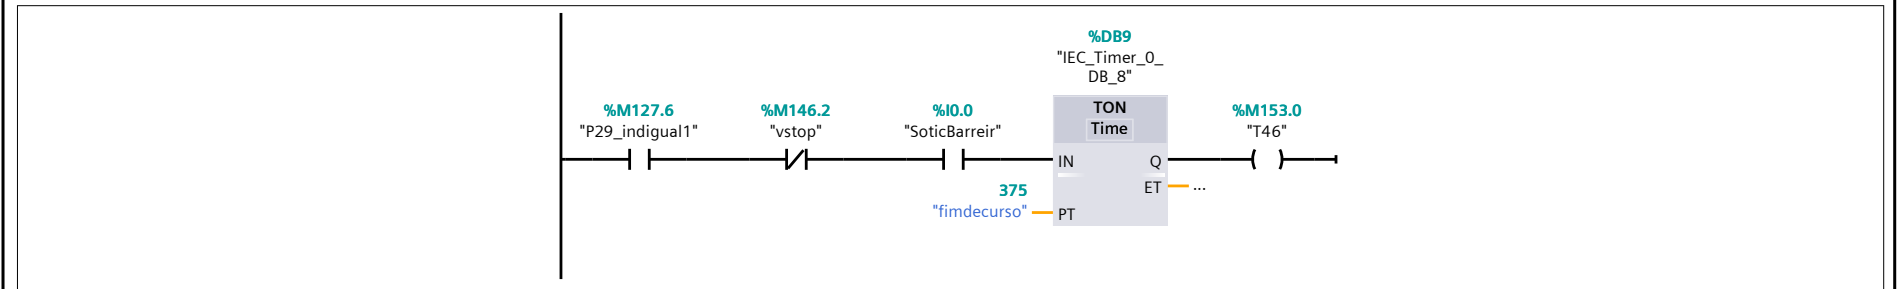 %DB9
"IEC_Timer_0_
DB_8"
%M127.6
"P29_indigual1"
%M146.2
"vstop"
%I0.0
"SoticBarreir"
TON
Time
%M153.0
"T46"
IN
Q
ET
...
375
"fimdecurso"
PT